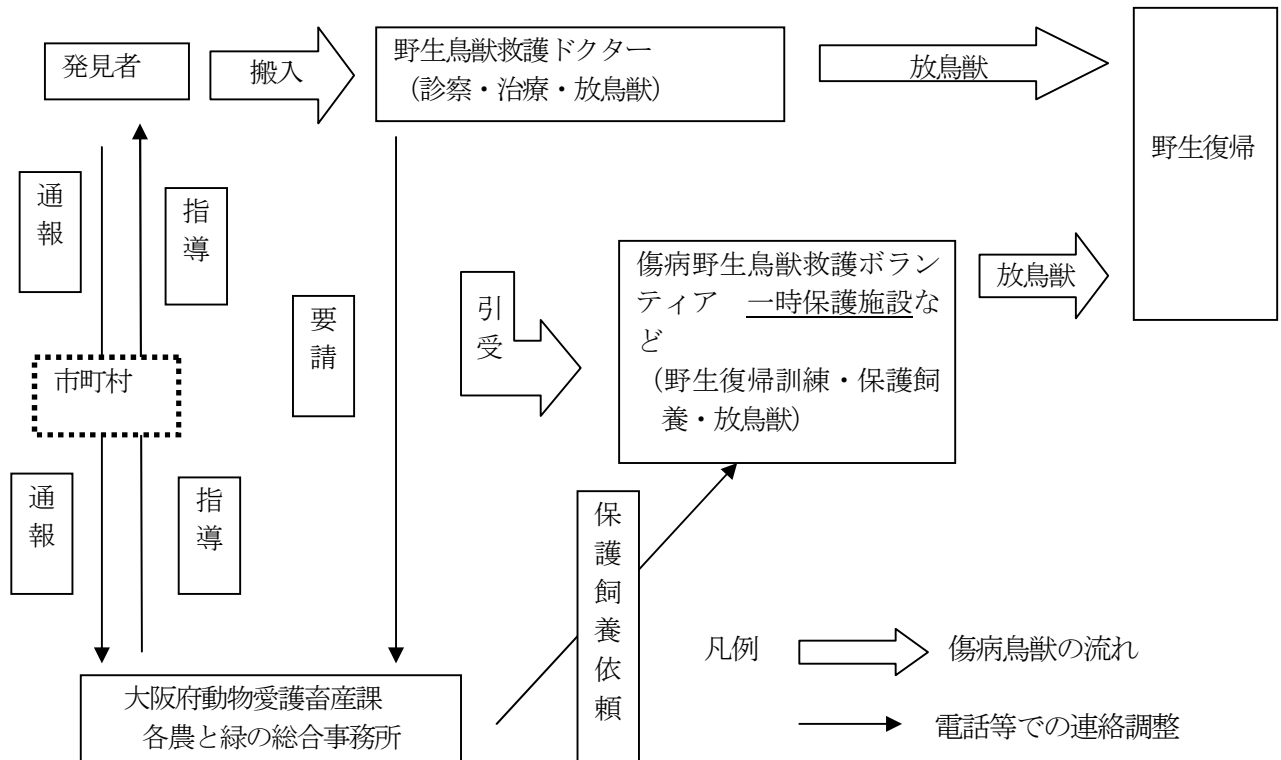 発見者
搬入
野生鳥獣救護ドクター
（診察・治療・放鳥獣）
放鳥獣
野生復帰
通報
指導
要請
引受
傷病野生鳥獣救護ボラン
ティア　一時保護施設な
ど
（野生復帰訓練・保護飼
養・放鳥獣）
放鳥獣
市町村
通報
指導
保護飼養依頼
凡例
傷病鳥獣の流れ
電話等での連絡調整
大阪府動物愛護畜産課
各農と緑の総合事務所